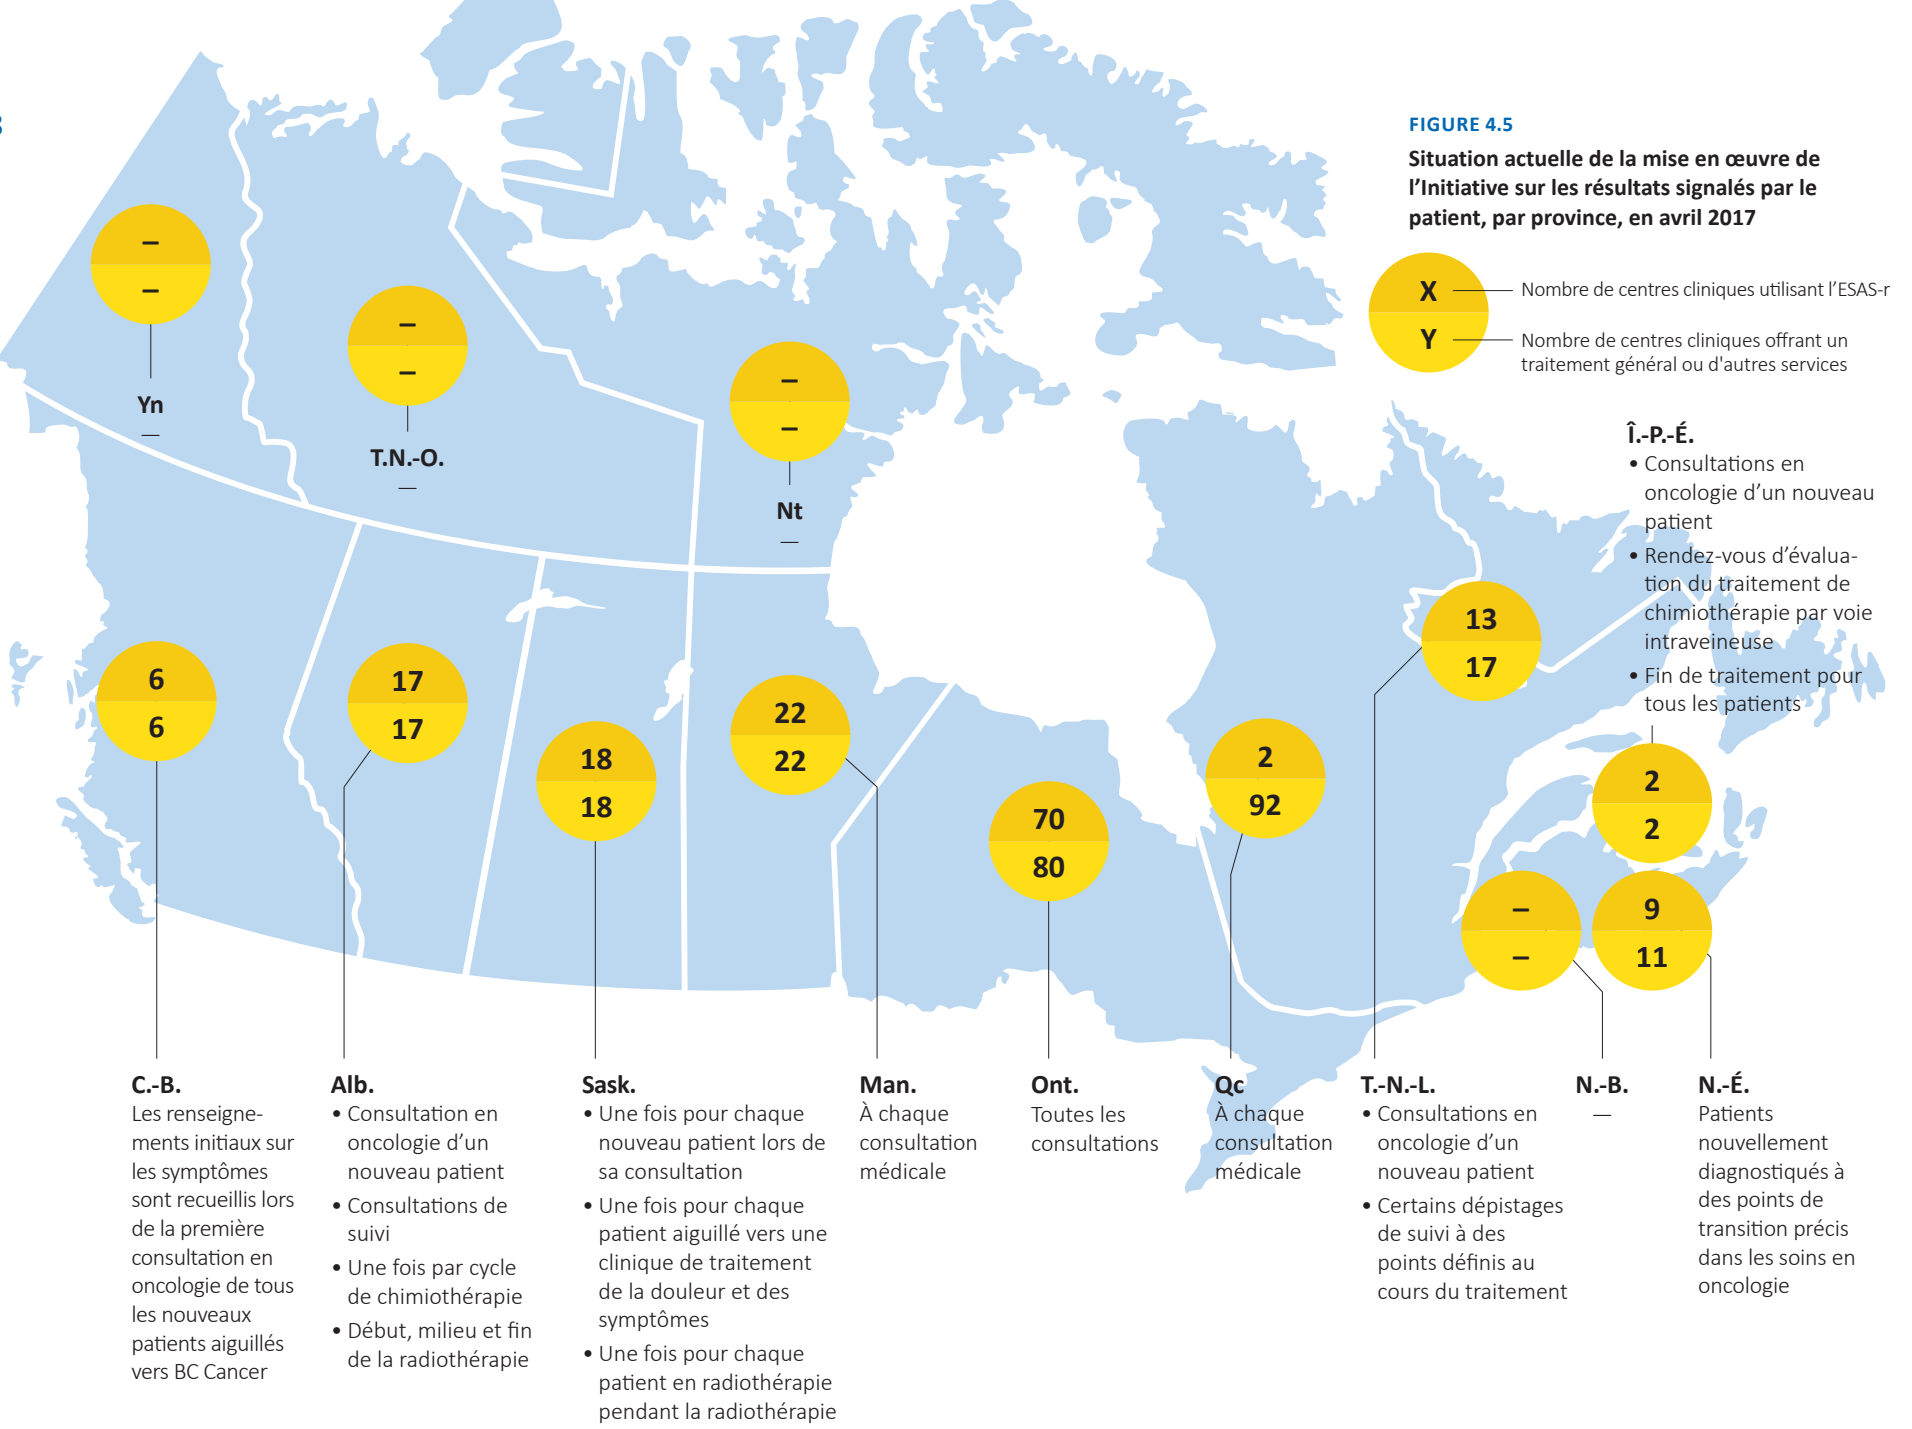 FIGURE 4.5
Situation actuelle de la mise en œuvre de
l’Initiative sur les résultats signalés par le
patient, par province, en avril 2017
X
Nombre de centres cliniques utilisant l’ESAS-r
Y
Nombre de centres cliniques offrant un
traitement général ou d'autres services
–
–
Yn
—
–
–
T.N.-O.
—
–
–
Nt
—
Î.-P.-É.
• Consultations en
oncologie d’un nouveau
patient
• Rendez-vous d’évalua-
tion du traitement de
chimiothérapie par voie
intraveineuse
• Fin de traitement pour
tous les patients
2
2
6
6
17
17
18
18
22
22
70
80
2
92
13
17
–
–
9
11
C.-B.
Les renseigne-
ments initiaux sur
les symptômes
sont recueillis lors
de la première
consultation en
oncologie de tous
les nouveaux
patients aiguillés
vers BC Cancer
Alb.
• Consultation en
oncologie d’un
nouveau patient
• Consultations de
suivi
• Une fois par cycle
de chimiothérapie
• Début, milieu et fin
de la radiothérapie
Sask.
• Une fois pour chaque
nouveau patient lors de
sa consultation
• Une fois pour chaque
patient aiguillé vers une
clinique de traitement
de la douleur et des
symptômes
• Une fois pour chaque
patient en radiothérapie
pendant la radiothérapie
Man.
À chaque
consultation
médicale
Ont.
Toutes les
consultations
Qc
À chaque
consultation
médicale
T.-N.-L.
• Consultations en
oncologie d’un
nouveau patient
• Certains dépistages
de suivi à des
points définis au
cours du traitement
N.-B.
—
N.-É.
Patients
nouvellement
diagnostiqués à
des points de
transition précis
dans les soins en
oncologie